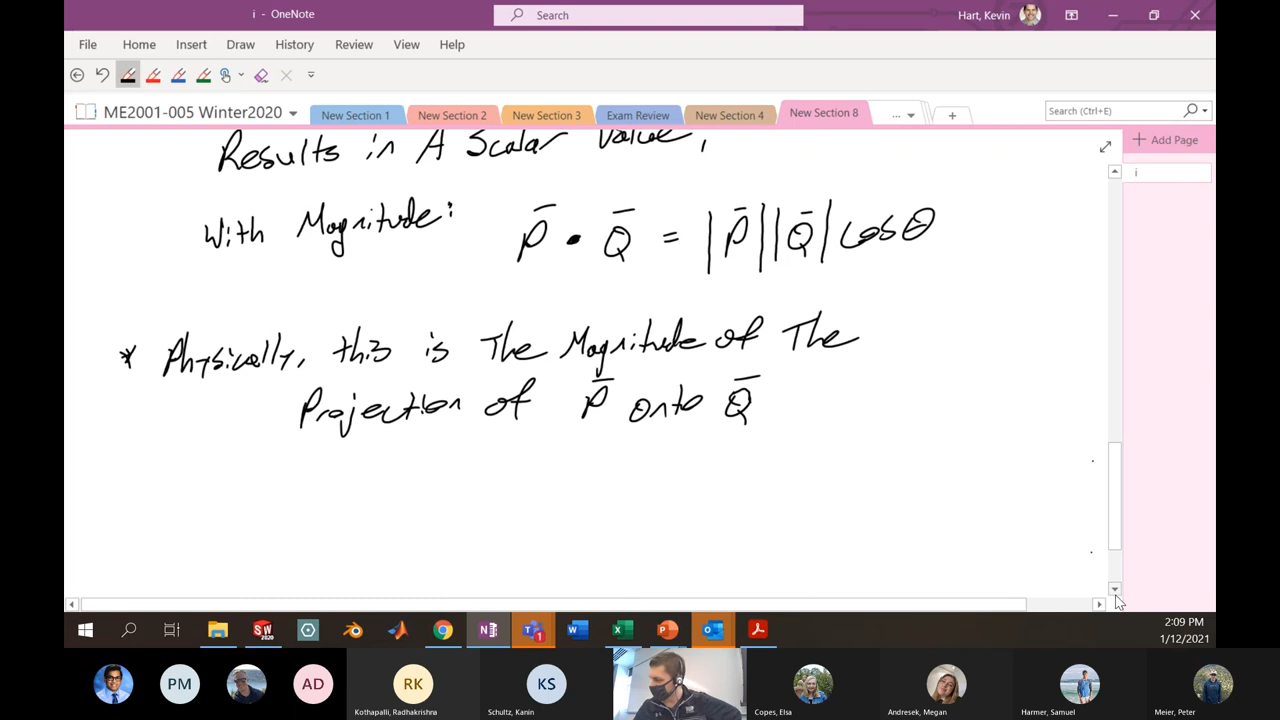 i - OneNote
Search
Hart, Kevin
File Home Insert Draw History Review View Help
ME2001-005 Winter2020
New Section 1
New Section 2
New Section 3
Exam Review
New Section 4
New Section 8
...
Search (Ctrl+E)
Add Page
i
Results in A Scalar Value,
With Magnitude: P̄ • Q̄ = |P̄||Q̄| cosθ
* Physically, this is The Magnitude of The
Projection of P̄ onto Q̄
SW
2020
N
1
W
X
P
2:09 PM
1/12/2021
PM
AD
RK
KS
Kothapalli, Radhakrishna
Schultz, Kanin
Copes, Elsa
Andresek, Megan
Harmer, Samuel
Meier, Peter